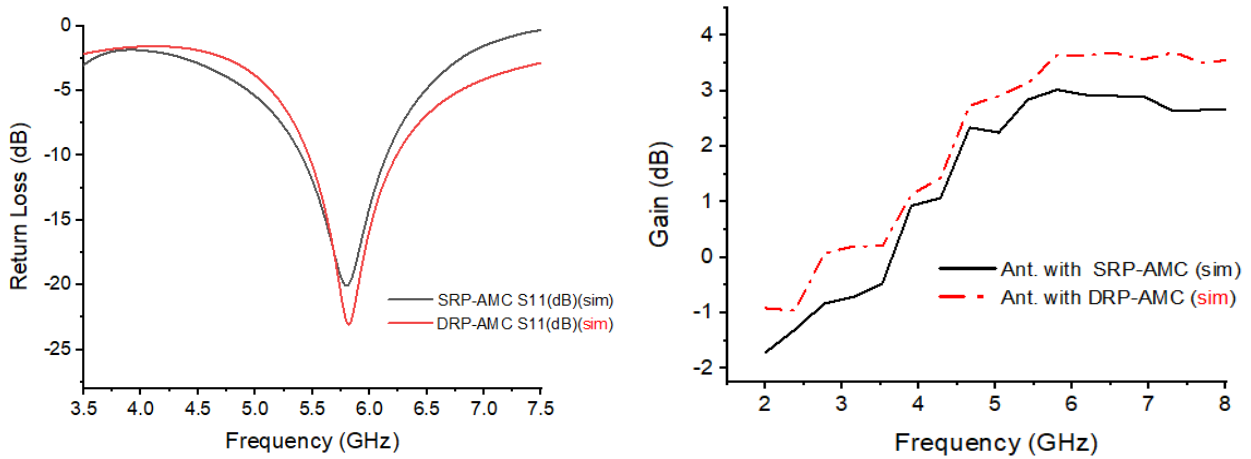 0
-5
-10
-15
-20
-25
Return Loss (dB)
SRP-AMC S11(dB)(sim)
DRP-AMC S11(dB)(sim)
3.5 4.0 4.5 5.0 5.5 6.0 6.5 7.0 7.5
Frequency (GHz)
4
3
2
1
0
-1
-2
Gain (dB)
Ant. with SRP-AMC (sim)
Ant. with DRP-AMC (sim)
2 3 4 5 6 7 8
Frequency (GHz)